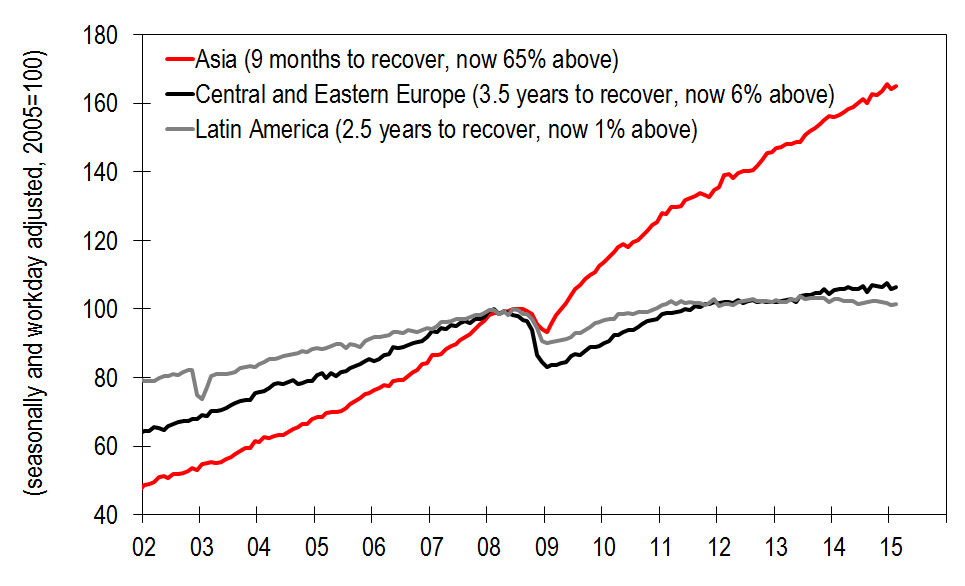 (seasonally and workday adjusted, 2005=100)
180
160
140
120
100
80
60
40
Asia (9 months to recover, now 65% above)
Central and Eastern Europe (3.5 years to recover, now 6% above)
Latin America (2.5 years to recover, now 1% above)
02 03 04 05 06 07 08 09 10 11 12 13 14 15